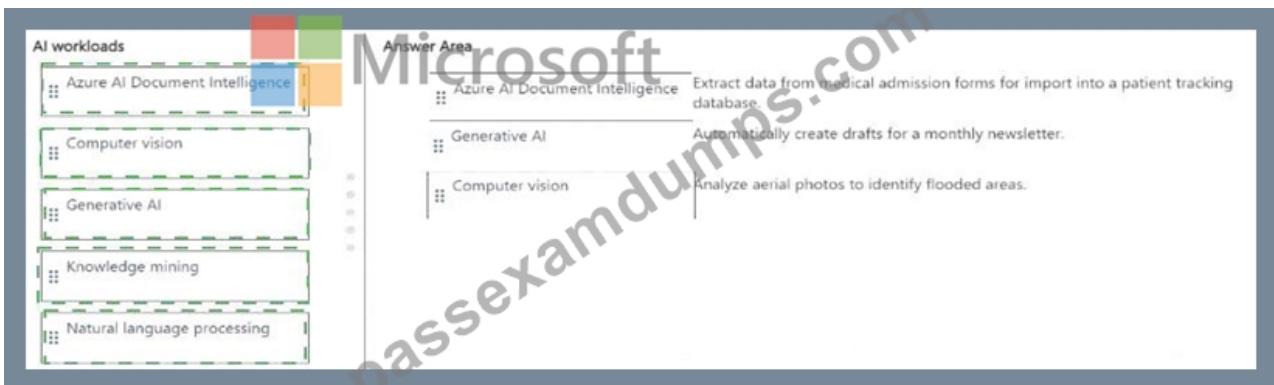 AI workloads
Azure AI Document Intelligence
Computer vision
Generative AI
Knowledge mining
Natural language processing
Microsoft
Answer Area
Azure AI Document Intelligence
Extract data from medical admission forms for import into a patient tracking
database.
Generative AI
Automatically create drafts for a monthly newsletter.
Computer vision
Analyze aerial photos to identify flooded areas.
passexamdumps.com